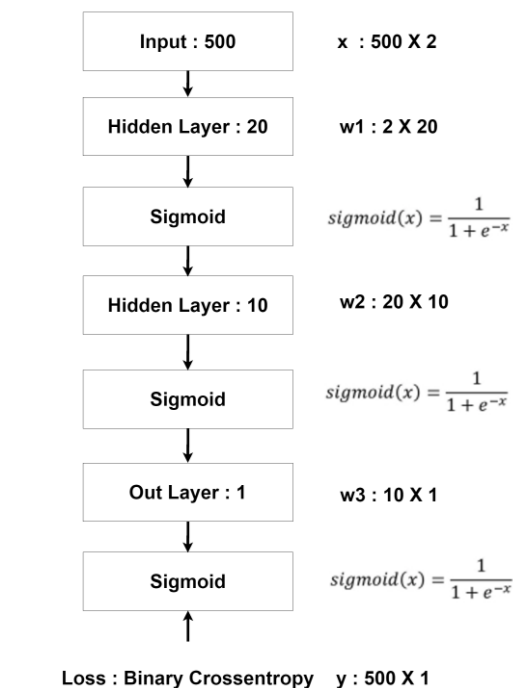 Input : 500 x : 500 X 2
Hidden Layer : 20 w1 : 2 X 20
Sigmoid sigmoid(x) = 1 / (1 + e^{-x})
Hidden Layer : 10 w2 : 20 X 10
Sigmoid sigmoid(x) = 1 / (1 + e^{-x})
Out Layer : 1 w3 : 10 X 1
Sigmoid sigmoid(x) = 1 / (1 + e^{-x})
Loss : Binary Crossentropy y : 500 X 1